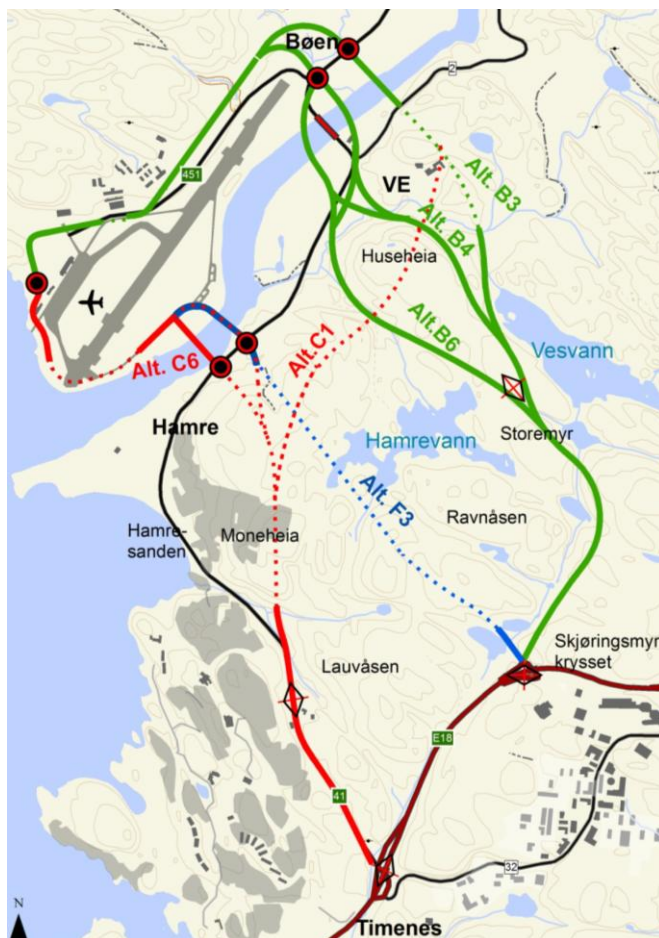 Bøen
2
VE
Alt. B3
451
Alt. B4
Huseheia
Alt.B6
Vesvann
Alt.C1
Alt. C6
Hamre
Storemyr
Hamrevann
Alt. F3
Ravnåsen
Hamre-
sanden
Moneheia
Skjøringsmyr
krysset
Lauvåsen
E18
41
32
N
Timenes